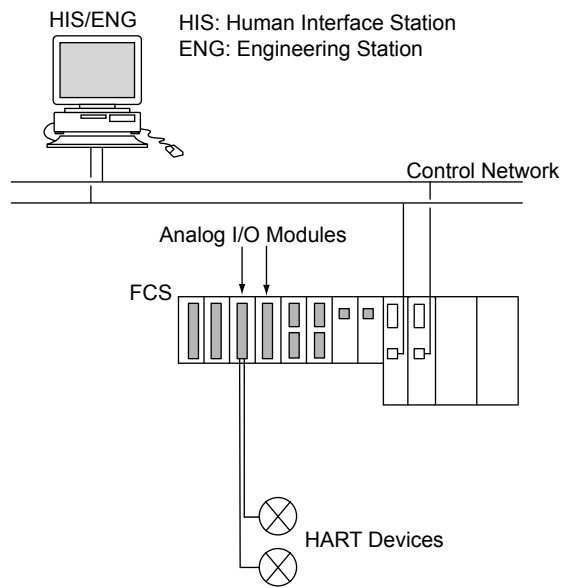 HIS/ENG
HIS: Human Interface Station
ENG: Engineering Station
Control Network
Analog I/O Modules
FCS
HART Devices